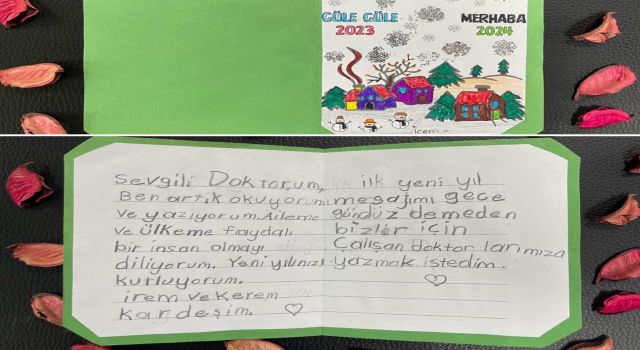 GÜLE GÜLE
2023
MERHABA
2024
İrem
Sevgili Doktorum,
Ben artık okuyorum
ve yazıyorum. Aileme
ve ülkeme faydalı
bir insan olmayı
diliyorum. Yeni yılınızı
kutluyorum.
irem ve Kerem
kardeşim.
ilk yeni yıl
mesajımı gece
gündüz demeden
bizler için
Çalışan doktorlarımıza
yazmak istedim.